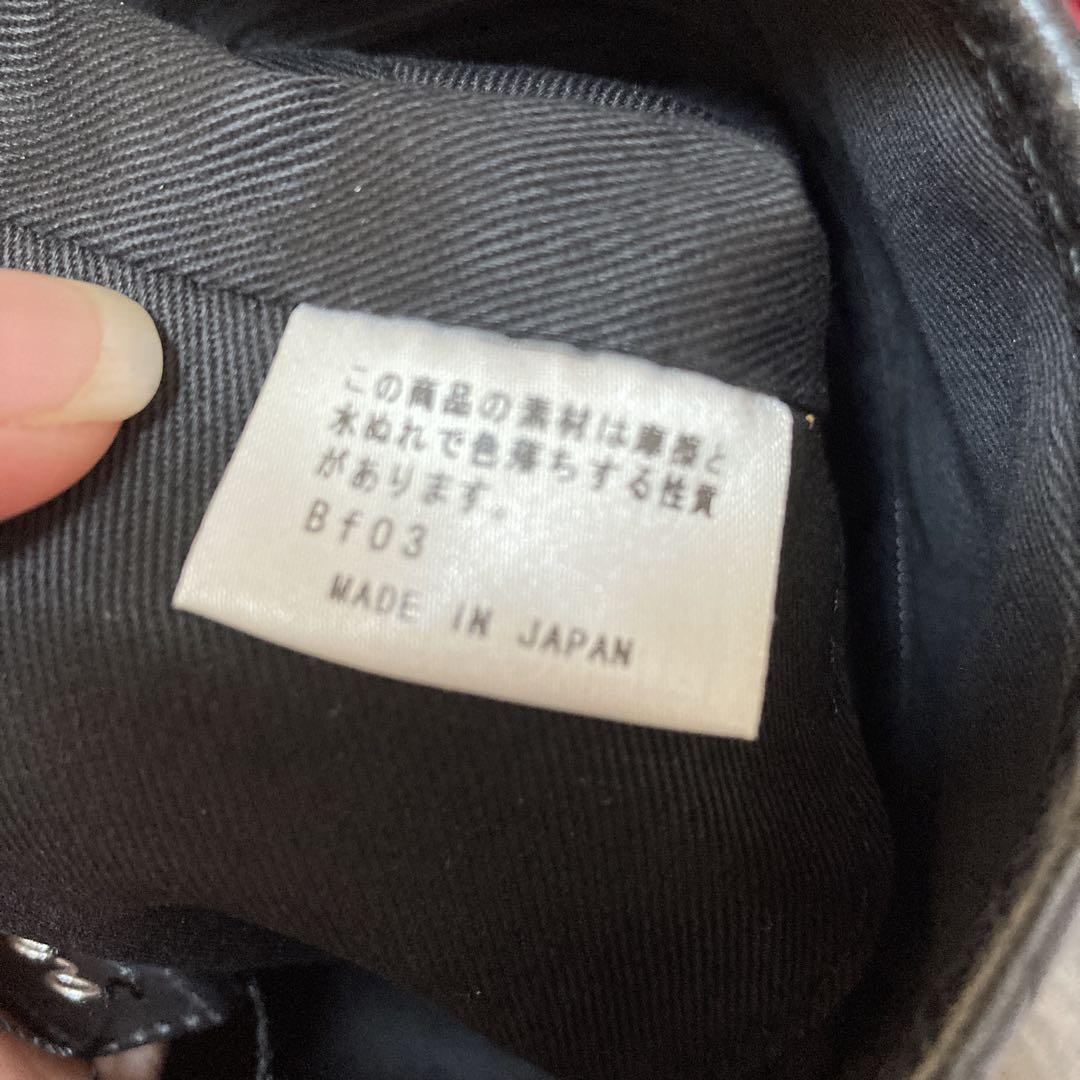 この商品の素材は摩擦と
水ぬれで色落ちする性質
があります。
Bf03
MADE IN JAPAN